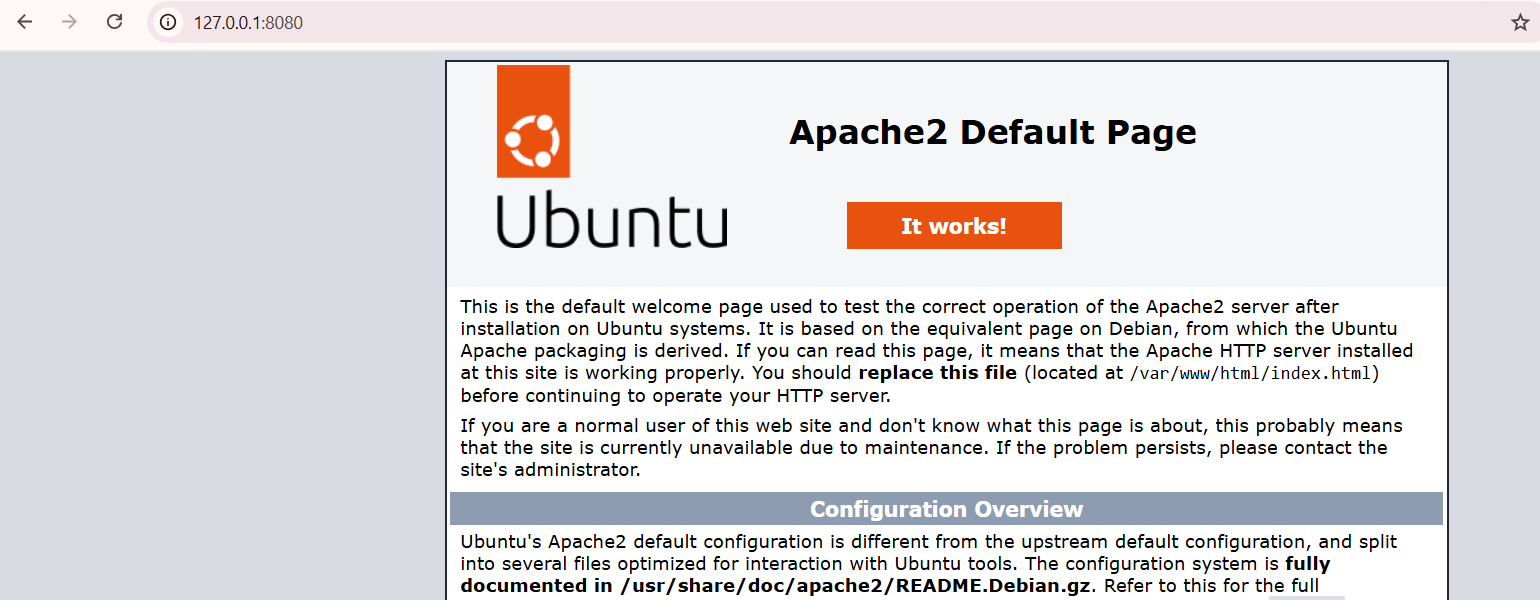 127.0.0.1:8080
Apache2 Default Page
Ubuntu
It works!
This is the default welcome page used to test the correct operation of the Apache2 server after
installation on Ubuntu systems. It is based on the equivalent page on Debian, from which the Ubuntu
Apache packaging is derived. If you can read this page, it means that the Apache HTTP server installed
at this site is working properly. You should replace this file (located at /var/www/html/index.html)
before continuing to operate your HTTP server.
If you are a normal user of this web site and don't know what this page is about, this probably means
that the site is currently unavailable due to maintenance. If the problem persists, please contact the
site's administrator.
Configuration Overview
Ubuntu's Apache2 default configuration is different from the upstream default configuration, and split
into several files optimized for interaction with Ubuntu tools. The configuration system is fully
documented in /usr/share/doc/apache2/README.Debian.gz. Refer to this for the full